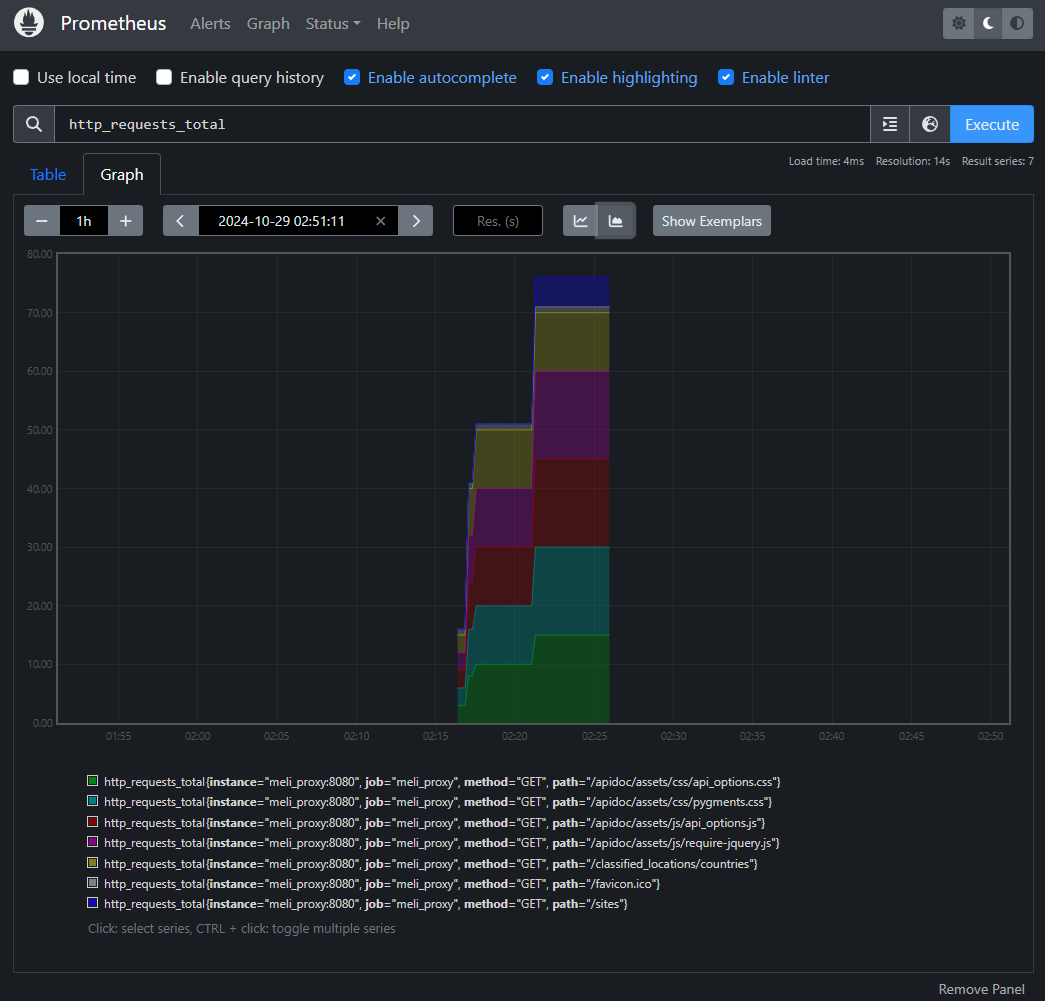 Prometheus Alerts Graph Status Help
Use local time Enable query history Enable autocomplete Enable highlighting Enable linter
http_requests_total Execute
Load time: 4ms Resolution: 14s Result series: 7
Table Graph
− 1h + 2024-10-29 02:51:11 × Res. (s) Show Exemplars
80.00
70.00
60.00
50.00
40.00
30.00
20.00
10.00
0.00
01:55 02:00 02:05 02:10 02:15 02:20 02:25 02:30 02:35 02:40 02:45 02:50
http_requests_total{instance="meli_proxy:8080", job="meli_proxy", method="GET", path="/apidoc/assets/css/api_options.css"}
http_requests_total{instance="meli_proxy:8080", job="meli_proxy", method="GET", path="/apidoc/assets/css/pygments.css"}
http_requests_total{instance="meli_proxy:8080", job="meli_proxy", method="GET", path="/apidoc/assets/js/api_options.js"}
http_requests_total{instance="meli_proxy:8080", job="meli_proxy", method="GET", path="/apidoc/assets/js/require-jquery.js"}
http_requests_total{instance="meli_proxy:8080", job="meli_proxy", method="GET", path="/classified_locations/countries"}
http_requests_total{instance="meli_proxy:8080", job="meli_proxy", method="GET", path="/favicon.ico"}
http_requests_total{instance="meli_proxy:8080", job="meli_proxy", method="GET", path="/sites"}
Click: select series, CTRL + click: toggle multiple series
Remove Panel